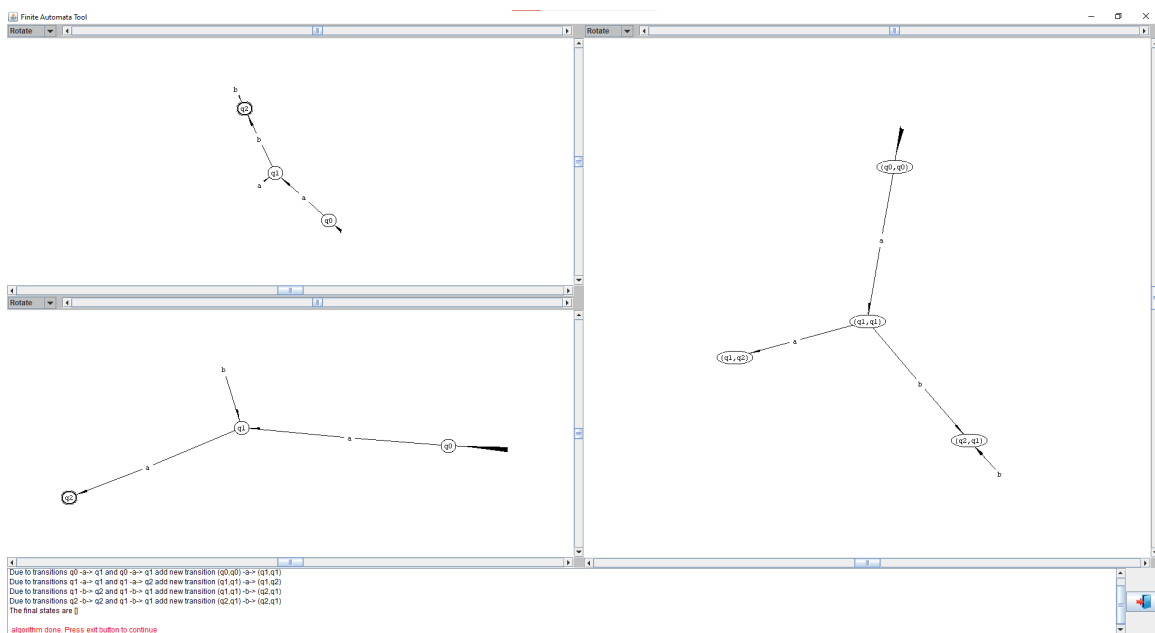 Finite Automata Tool
Rotate
Rotate
b
q2
b
q1
a
a
q0
Rotate
b
q1
a
q0
a
q2
(q0,q0)
a
(q1,q1)
a
(q1,q2)
b
(q2,q1)
b
Due to transitions q0 -a-> q1 and q0 -a-> q1 add new transition (q0,q0) -a-> (q1,q1)
Due to transitions q1 -a-> q1 and q1 -a-> q2 add new transition (q1,q1) -a-> (q1,q2)
Due to transitions q1 -b-> q2 and q1 -b-> q1 add new transition (q1,q1) -b-> (q2,q1)
Due to transitions q2 -b-> q2 and q1 -b-> q1 add new transition (q2,q1) -b-> (q2,q1)
The final states are []
algorithm done. Press exit button to continue